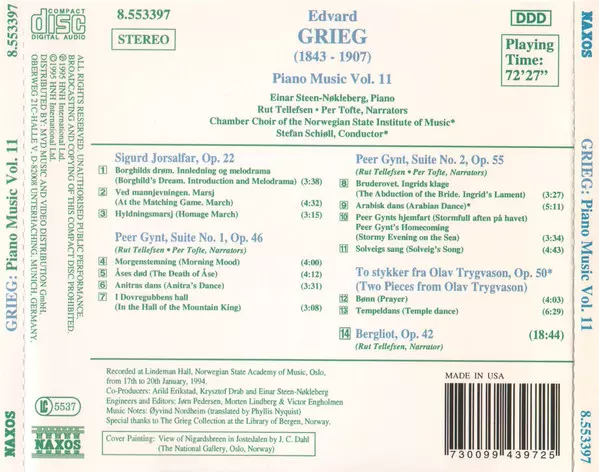 8.553397
GRIEG: Piano Music Vol. 11
NAXOS
COMPACT
disc
DIGITAL AUDIO
ALL RIGHTS RESERVED. UNAUTHORISED PUBLIC PERFORMANCE,
BROADCASTING AND COPYING OF THIS COMPACT DISC PROHIBITED.
℗ 1995 HNH International Ltd.
© 1995 HNH International Ltd.
DISTRIBUTED BY: MVD MUSIC AND VIDEO DISTRIBUTION GmbH,
OBERWEG 21C-HALLE V, D-82008 UNTERHACHING, MUNICH, GERMANY.
LC 5537
NAXOS
8.553397
STEREO
Edvard
GRIEG
(1843 - 1907)
Piano Music Vol. 11
DDD
Playing
Time:
72'27"
Einar Steen-Nøkleberg, Piano
Rut Tellefsen • Per Tofte, Narrators
Chamber Choir of the Norwegian State Institute of Music*
Stefan Schiøll, Conductor*
Sigurd Jorsalfar, Op. 22
1 Borghilds drøm. Innledning og melodrama
(Borghild's Dream. Introduction and Melodrama) (3:38)
2 Ved mannjevningen. Marsj
(At the Matching Game. March) (4:32)
3 Hyldningsmarsj (Homage March) (3:15)
Peer Gynt, Suite No. 1, Op. 46
(Rut Tellefsen • Per Tofte, Narrators)
4 Morgenstemning (Morning Mood) (4:00)
5 Åses død (The Death of Åse) (4:12)
6 Anitras dans (Anitra's Dance) (3:31)
7 I Dovregubbens hall
(In the Hall of the Mountain King) (3:08)
Peer Gynt, Suite No. 2, Op. 55
(Rut Tellefsen • Per Tofte, Narrators)
8 Bruderovet. Ingrids klage
(The Abduction of the Bride. Ingrid's Lament) (3:27)
9 Arabisk dans (Arabian Dance)* (5:11)
10 Peer Gynts hjemfart (Stormfull aften på havet)
Peer Gynt's Homecoming
(Stormy Evening on the Sea) (3:34)
11 Solveigs sang (Solveig's Song) (4:43)
To stykker fra Olav Trygvason, Op. 50*
(Two Pieces from Olav Trygvason)
12 Bønn (Prayer) (4:03)
13 Tempeldans (Temple dance) (6:29)
14 Bergliot, Op. 42 (18:44)
(Rut Tellefsen, Narrator)
Recorded at Lindeman Hall, Norwegian State Academy of Music, Oslo,
from 17th to 20th January, 1994.
Co-Producers: Arild Erikstad, Krysztof Drab and Einar Steen-Nøkleberg
Engineers and Editors: Jørn Pedersen, Morten Lindberg & Victor Engholmen
Music Notes: Øyvind Nordheim (translated by Phyllis Nyquist)
Special thanks to The Grieg Collection at the Library of Bergen, Norway.
Cover Painting: View of Nigardsbreen in Jostedalen by J. C. Dahl
(The National Gallery, Oslo, Norway)
MADE IN USA
7 30099 43972 5
NAXOS
GRIEG: Piano Music Vol. 11
8.553397